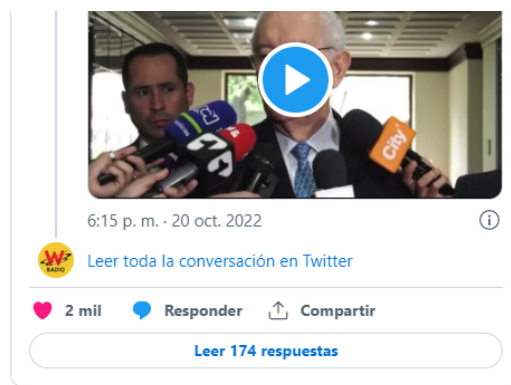 1
City
6:15 p. m. · 20 oct. 2022
W
RADIO
Leer toda la conversación en Twitter
2 mil
Responder
Compartir
Leer 174 respuestas